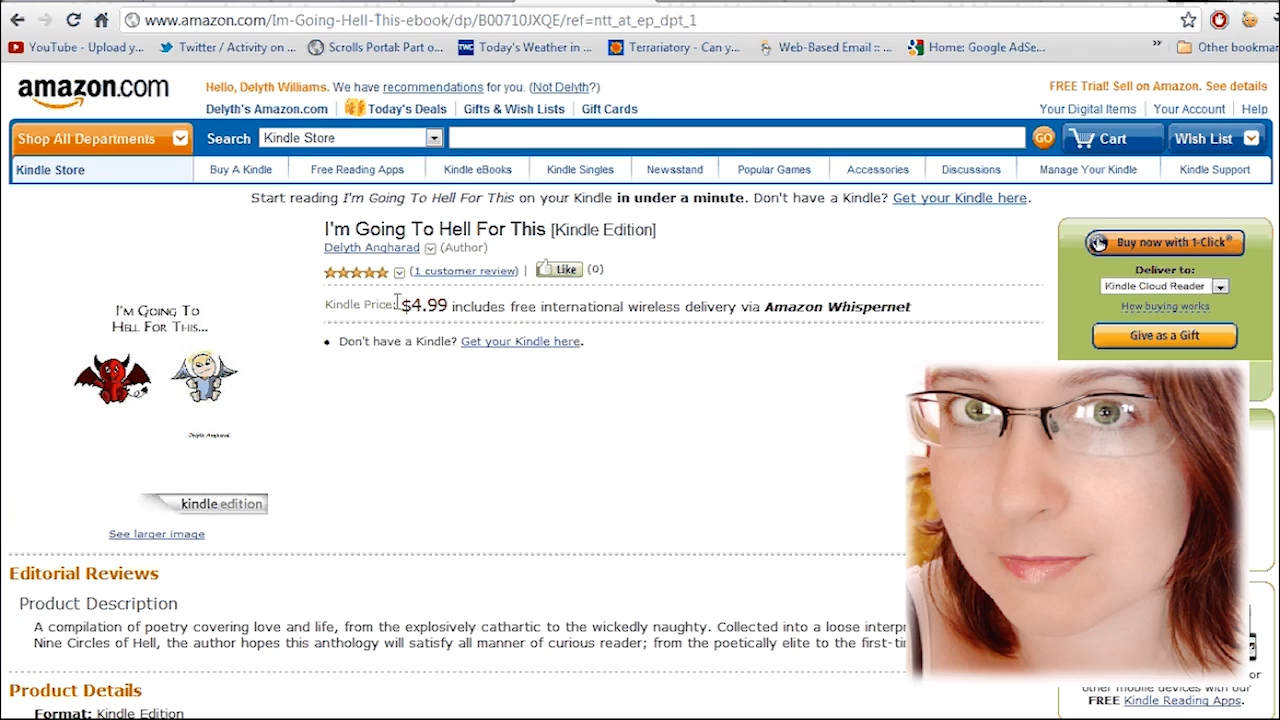 www.amazon.com/Im-Going-Hell-This-ebook/dp/B00710JXQE/ref=ntt_at_ep_dpt_1
YouTube - Upload y... Twitter / Activity on ... Scrolls Portal: Part o... Today's Weather in ... Terrariatory - Can y... Web-Based Email :: ... Home: Google AdSe... » Other bookmar
amazon.com
Hello, Delyth Williams. We have recommendations for you. (Not Delyth?)
FREE Trial! Sell on Amazon. See details
Delyth's Amazon.com Today's Deals Gifts & Wish Lists Gift Cards
Your Digital Items Your Account Help
Shop All Departments Search Kindle Store GO Cart Wish List
Kindle Store Buy A Kindle Free Reading Apps Kindle eBooks Kindle Singles Newsstand Popular Games Accessories Discussions Manage Your Kindle Kindle Support
Start reading I'm Going To Hell For This on your Kindle in under a minute. Don't have a Kindle? Get your Kindle here.
I'm Going To Hell For This [Kindle Edition]
Delyth Angharad (Author)
(1 customer review) | Like (0)
Kindle Price: $4.99 includes free international wireless delivery via Amazon Whispernet
• Don't have a Kindle? Get your Kindle here.
Buy now with 1-Click®
Deliver to:
Kindle Cloud Reader
How buying works
Give as a Gift
I'm Going To
Hell For This...
Delyth Angharad
kindle edition
See larger image
Editorial Reviews
Product Description
A compilation of poetry covering love and life, from the explosively cathartic to the wickedly naughty. Collected into a loose interp
Nine Circles of Hell, the author hopes this anthology will satisfy all manner of curious reader; from the poetically elite to the first-ti
Product Details
Format: Kindle Edition
or
other mobile devices with our
FREE Kindle Reading Apps.